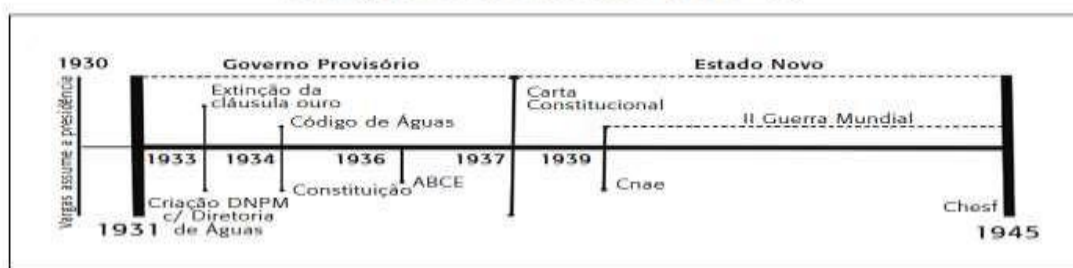 1930
Vargas assume a presidência
Governo Provisório
Estado Novo
Extinção da
cláusula ouro
Código de Águas
Carta
Constitucional
II Guerra Mundial
1933
1934
1936
1937
1939
Criação DNPM
c/ Diretoria
de Águas
Constituição
ABCE
Cnae
Chesf
1931
1945